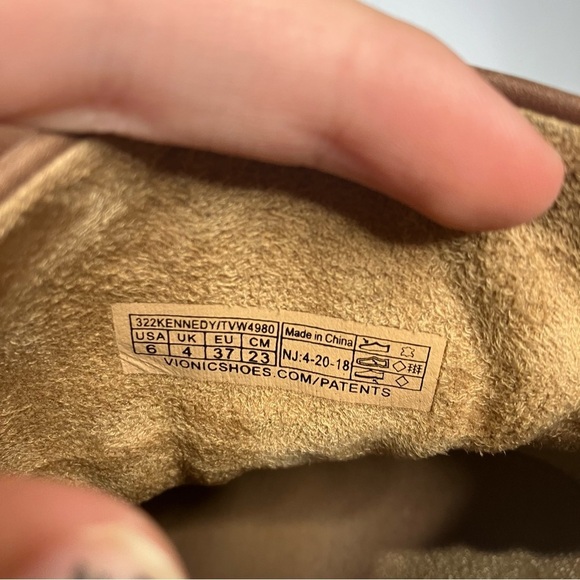 322KENNEDY/TVW4980
USA UK EU CM
6 4 37 23
Made in China
NJ:4-20-18
VIONICSHOES.COM/PATENTS